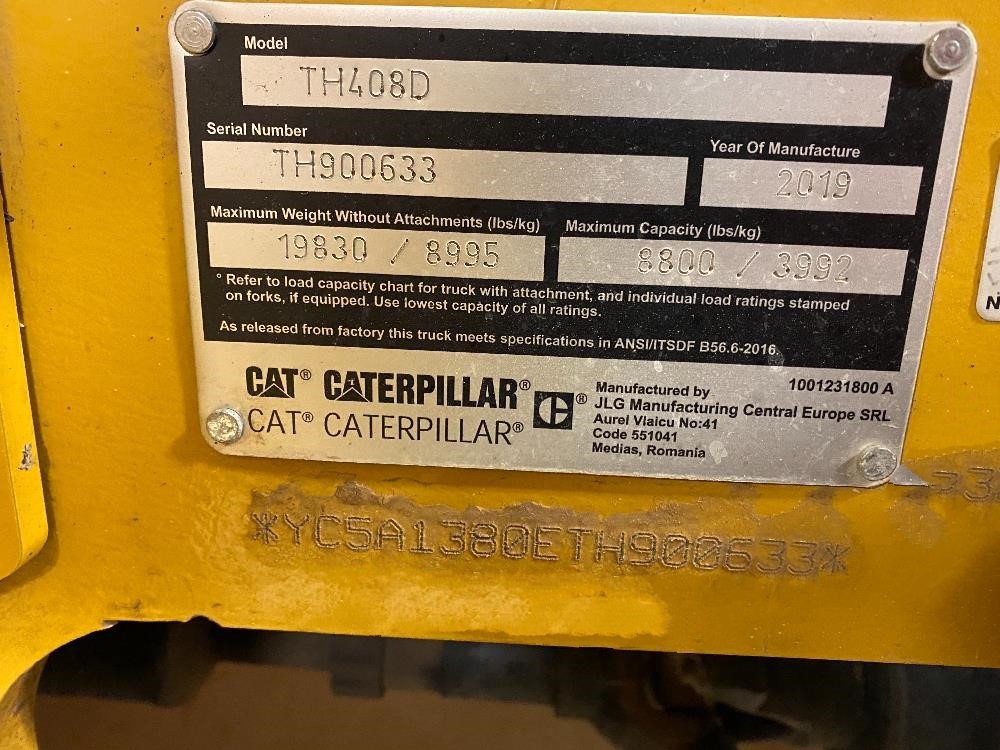 Model
TH408D
Serial Number
Year Of Manufacture
TH900633
2019
Maximum Weight Without Attachments (lbs/kg)
Maximum Capacity (lbs/kg)
19830 / 8995
8800 / 3992
° Refer to load capacity chart for truck with attachment, and individual load ratings stamped
on forks, if equipped. Use lowest capacity of all ratings.
As released from factory this truck meets specifications in ANSI/ITSDF B56.6-2016.
CAT® CATERPILLAR®
CAT® CATERPILLAR®
®
Manufactured by
1001231800 A
JLG Manufacturing Central Europe SRL
Aurel Vlaicu No:41
Code 551041
Medias, Romania
*YC5A1380ETH900633*